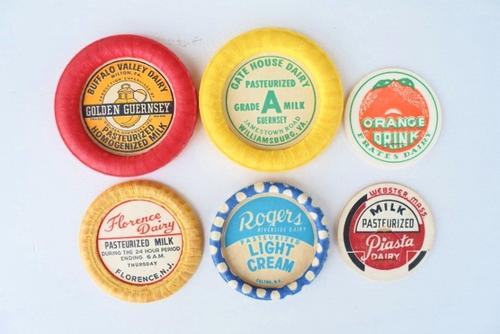 BUFFALO VALLEY DAIRY
MILTON, PA.
GOLDEN GUERNSEY
PASTEURIZED
HOMOGENIZED MILK
GATE HOUSE DAIRY
PASTEURIZED
GRADE A MILK
GUERNSEY
JAMESTOWN ROAD
WILLIAMSBURG, VA.
ORANGE
DRINK
FRATES DAIRY
Florence
Dairy
PASTEURIZED MILK
DURING THE 24 HOUR PERIOD
ENDING 6 A.M.
THURSDAY
FLORENCE, N.J.
Rogers
RIVERSIDE DAIRY
PASTEURIZED
LIGHT
CREAM
FULTON, N.Y.
WEBSTER MASS
MILK
PASTEURIZED
Piasta
DAIRY